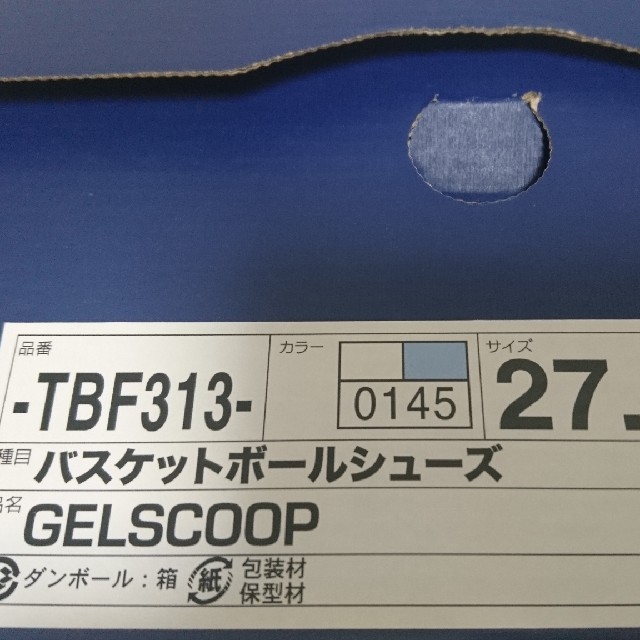 品番 カラー サイズ
-TBF313- 0145 27.
種目 バスケットボールシューズ
品名 GELSCOOP
ダンボール：箱 紙 包装材
保型材